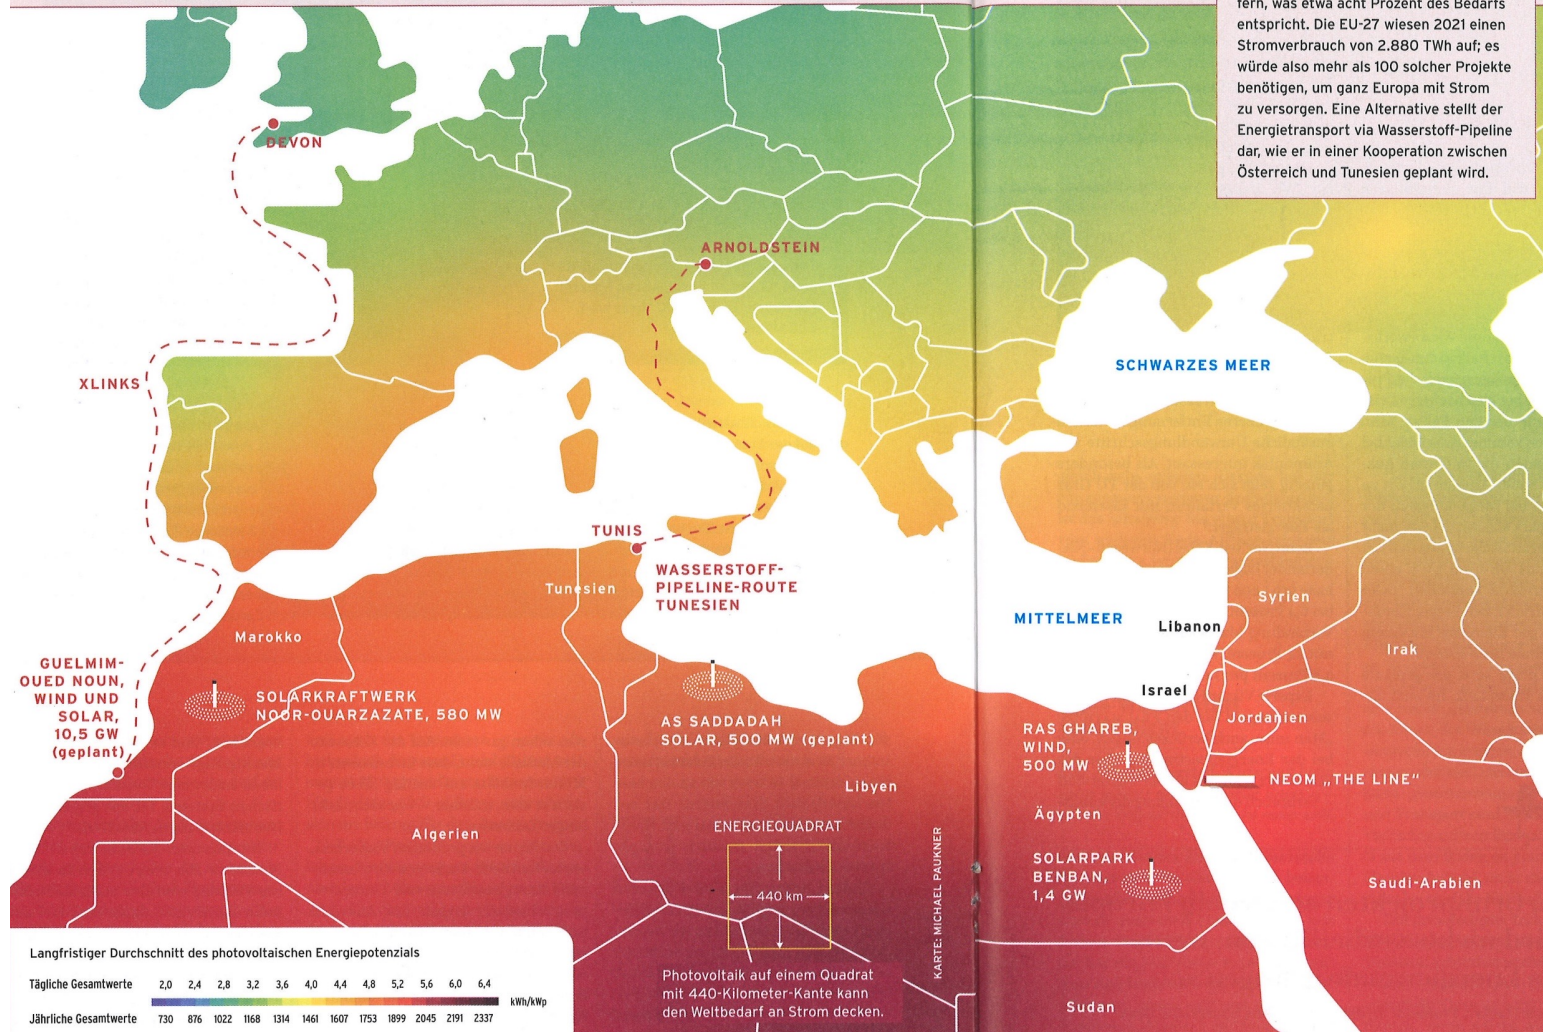 fern, was etwa acht Prozent des Bedarfs
entspricht. Die EU-27 wiesen 2021 einen
Stromverbrauch von 2.880 TWh auf; es
würde also mehr als 100 solcher Projekte
benötigen, um ganz Europa mit Strom
zu versorgen. Eine Alternative stellt der
Energietransport via Wasserstoff-Pipeline
dar, wie er in einer Kooperation zwischen
Österreich und Tunesien geplant wird.
DEVON
ARNOLDSTEIN
XLINKS
SCHWARZES MEER
TUNIS
WASSERSTOFF-
PIPELINE-ROUTE
TUNESIEN
Tunesien
MITTELMEER
Libanon
Syrien
Irak
Israel
Jordanien
Marokko
GUELMIM-
OUED NOUN,
WIND UND
SOLAR,
10,5 GW
(geplant)
SOLARKRAFTWERK
NOOR-OUARZAZATE, 580 MW
AS SADDADAH
SOLAR, 500 MW (geplant)
RAS GHAREB,
WIND,
500 MW
NEOM „THE LINE“
Libyen
Ägypten
Algerien
ENERGIEQUADRAT
440 km
SOLARPARK
BENBAN,
1,4 GW
Saudi-Arabien
KARTE: MICHAEL PAUKNER
Photovoltaik auf einem Quadrat
mit 440-Kilometer-Kante kann
den Weltbedarf an Strom decken.
Sudan
Langfristiger Durchschnitt des photovoltaischen Energiepotenzials
Tägliche Gesamtwerte 2,0 2,4 2,8 3,2 3,6 4,0 4,4 4,8 5,2 5,6 6,0 6,4
kWh/kWp
Jährliche Gesamtwerte 730 876 1022 1168 1314 1461 1607 1753 1899 2045 2191 2337